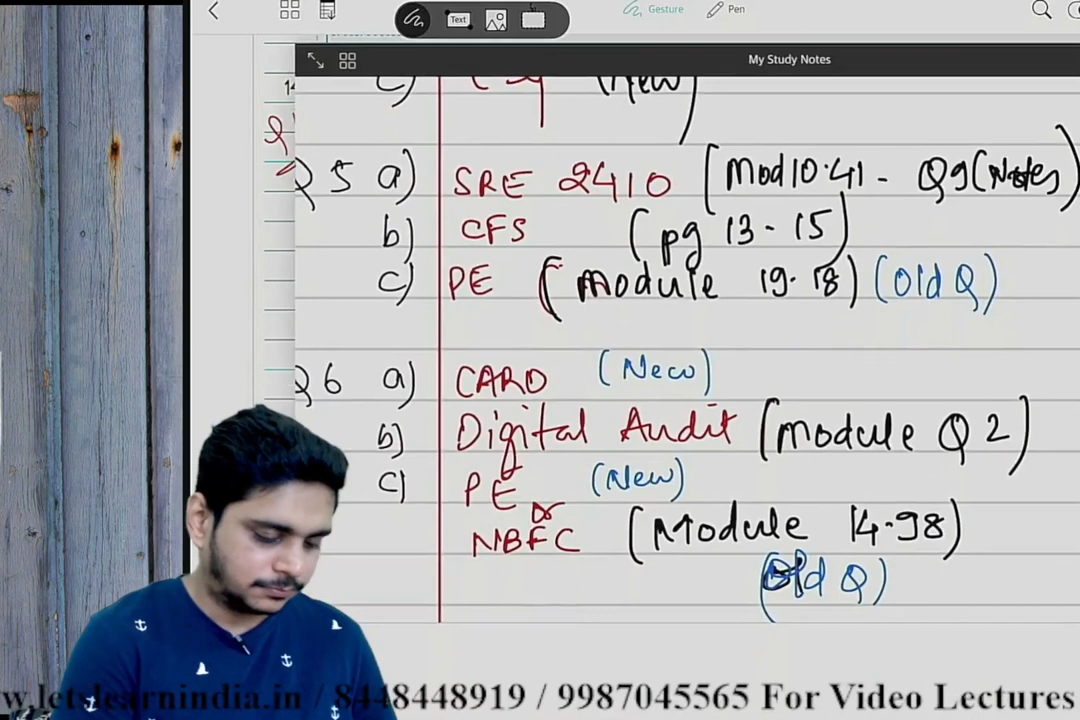 Text
Gesture
Pen
My Study Notes
14
c) (New)
Q5 a) SRE 2410 (Mod 10.41 - Q9 (Notes)
b) CFS (pg 13 - 15)
c) PE (module 19.18) (Old Q)
Q6 a) CARO (New)
b) Digital Audit (module Q 2)
c) PE (New)
or
NBFC (Module 14.98)
(Old Q)
w.letslearnindia.in / 8448448919 / 9987045565 For Video Lectures